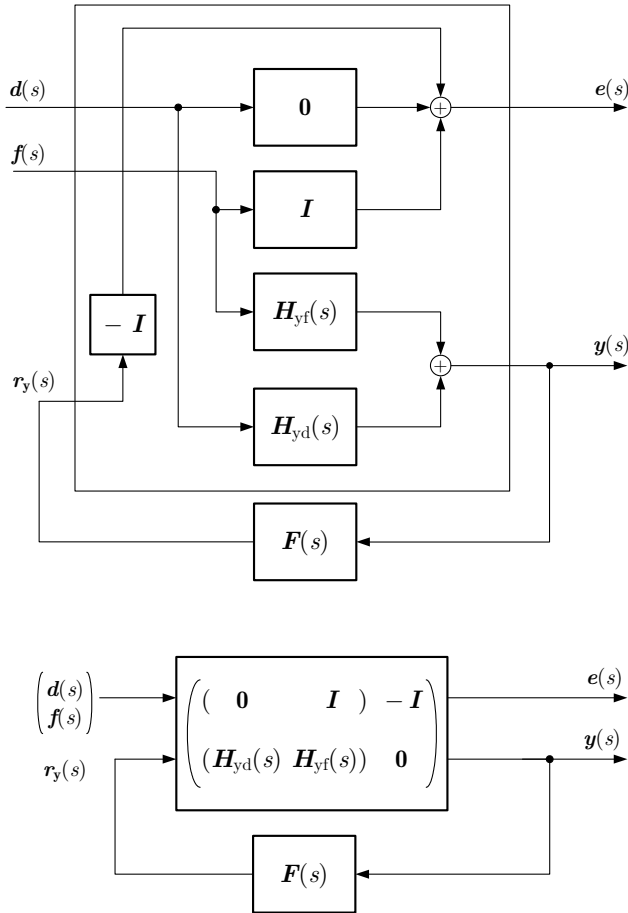 d(s)
0
+
e(s)
f(s)
I
− I
H_yf(s)
r_y(s)
+
y(s)
H_yd(s)
F(s)
(d(s) f(s))
( ( 0 I ) − I
(H_yd(s) H_yf(s)) 0 )
e(s)
r_y(s)
y(s)
F(s)